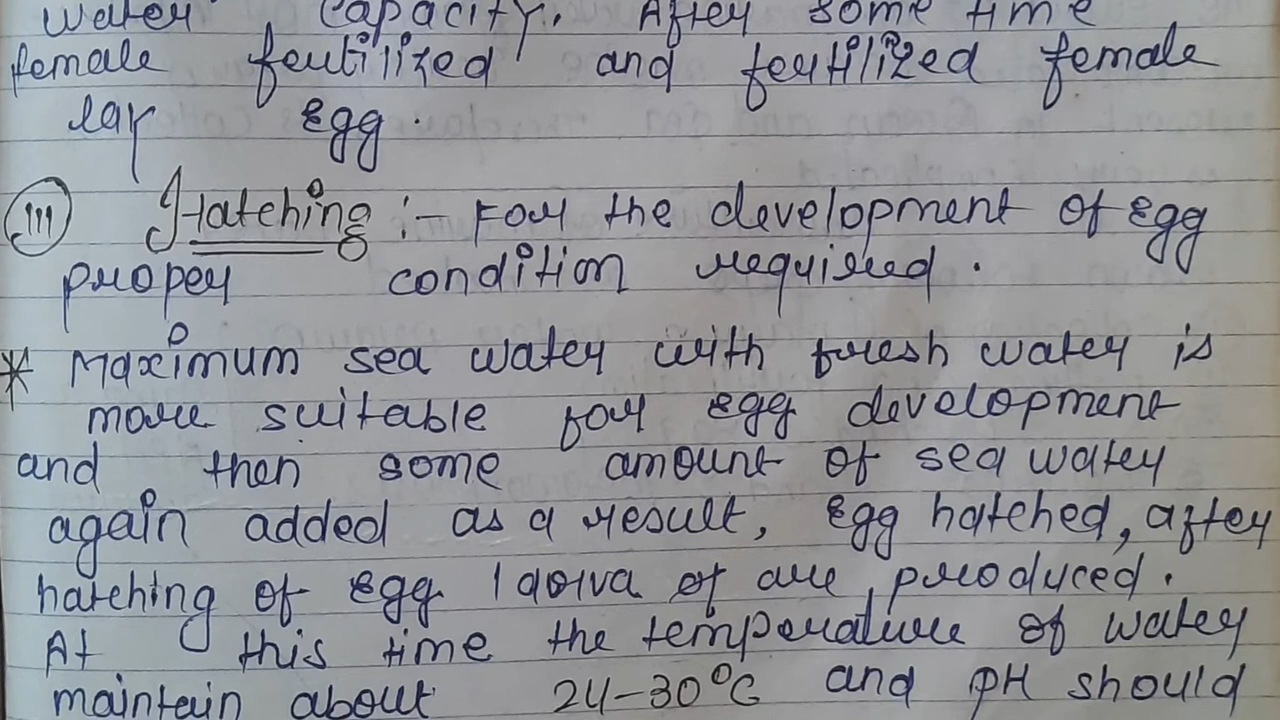 water capacity. After some time
female fertilized and fertilized female
lay Egg.
(III) Hatching :- For the development of Egg
proper condition required.
* Maximum sea water with fresh water is
more suitable for egg development
and then some amount of sea water
again added as a result, Egg hatched, after
hatching of Egg larva of are produced.
At this time the temperature of water
maintain about 24-30°C and pH should